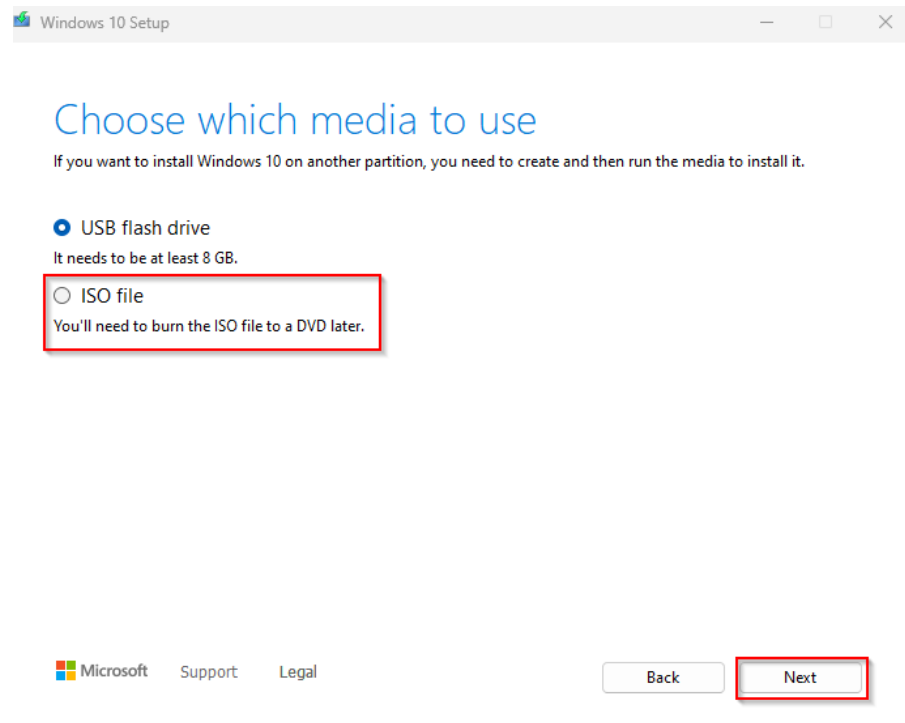 Windows 10 Setup
Choose which media to use
If you want to install Windows 10 on another partition, you need to create and then run the media to install it.
USB flash drive
It needs to be at least 8 GB.
ISO file
You'll need to burn the ISO file to a DVD later.
Microsoft Support Legal Back Next